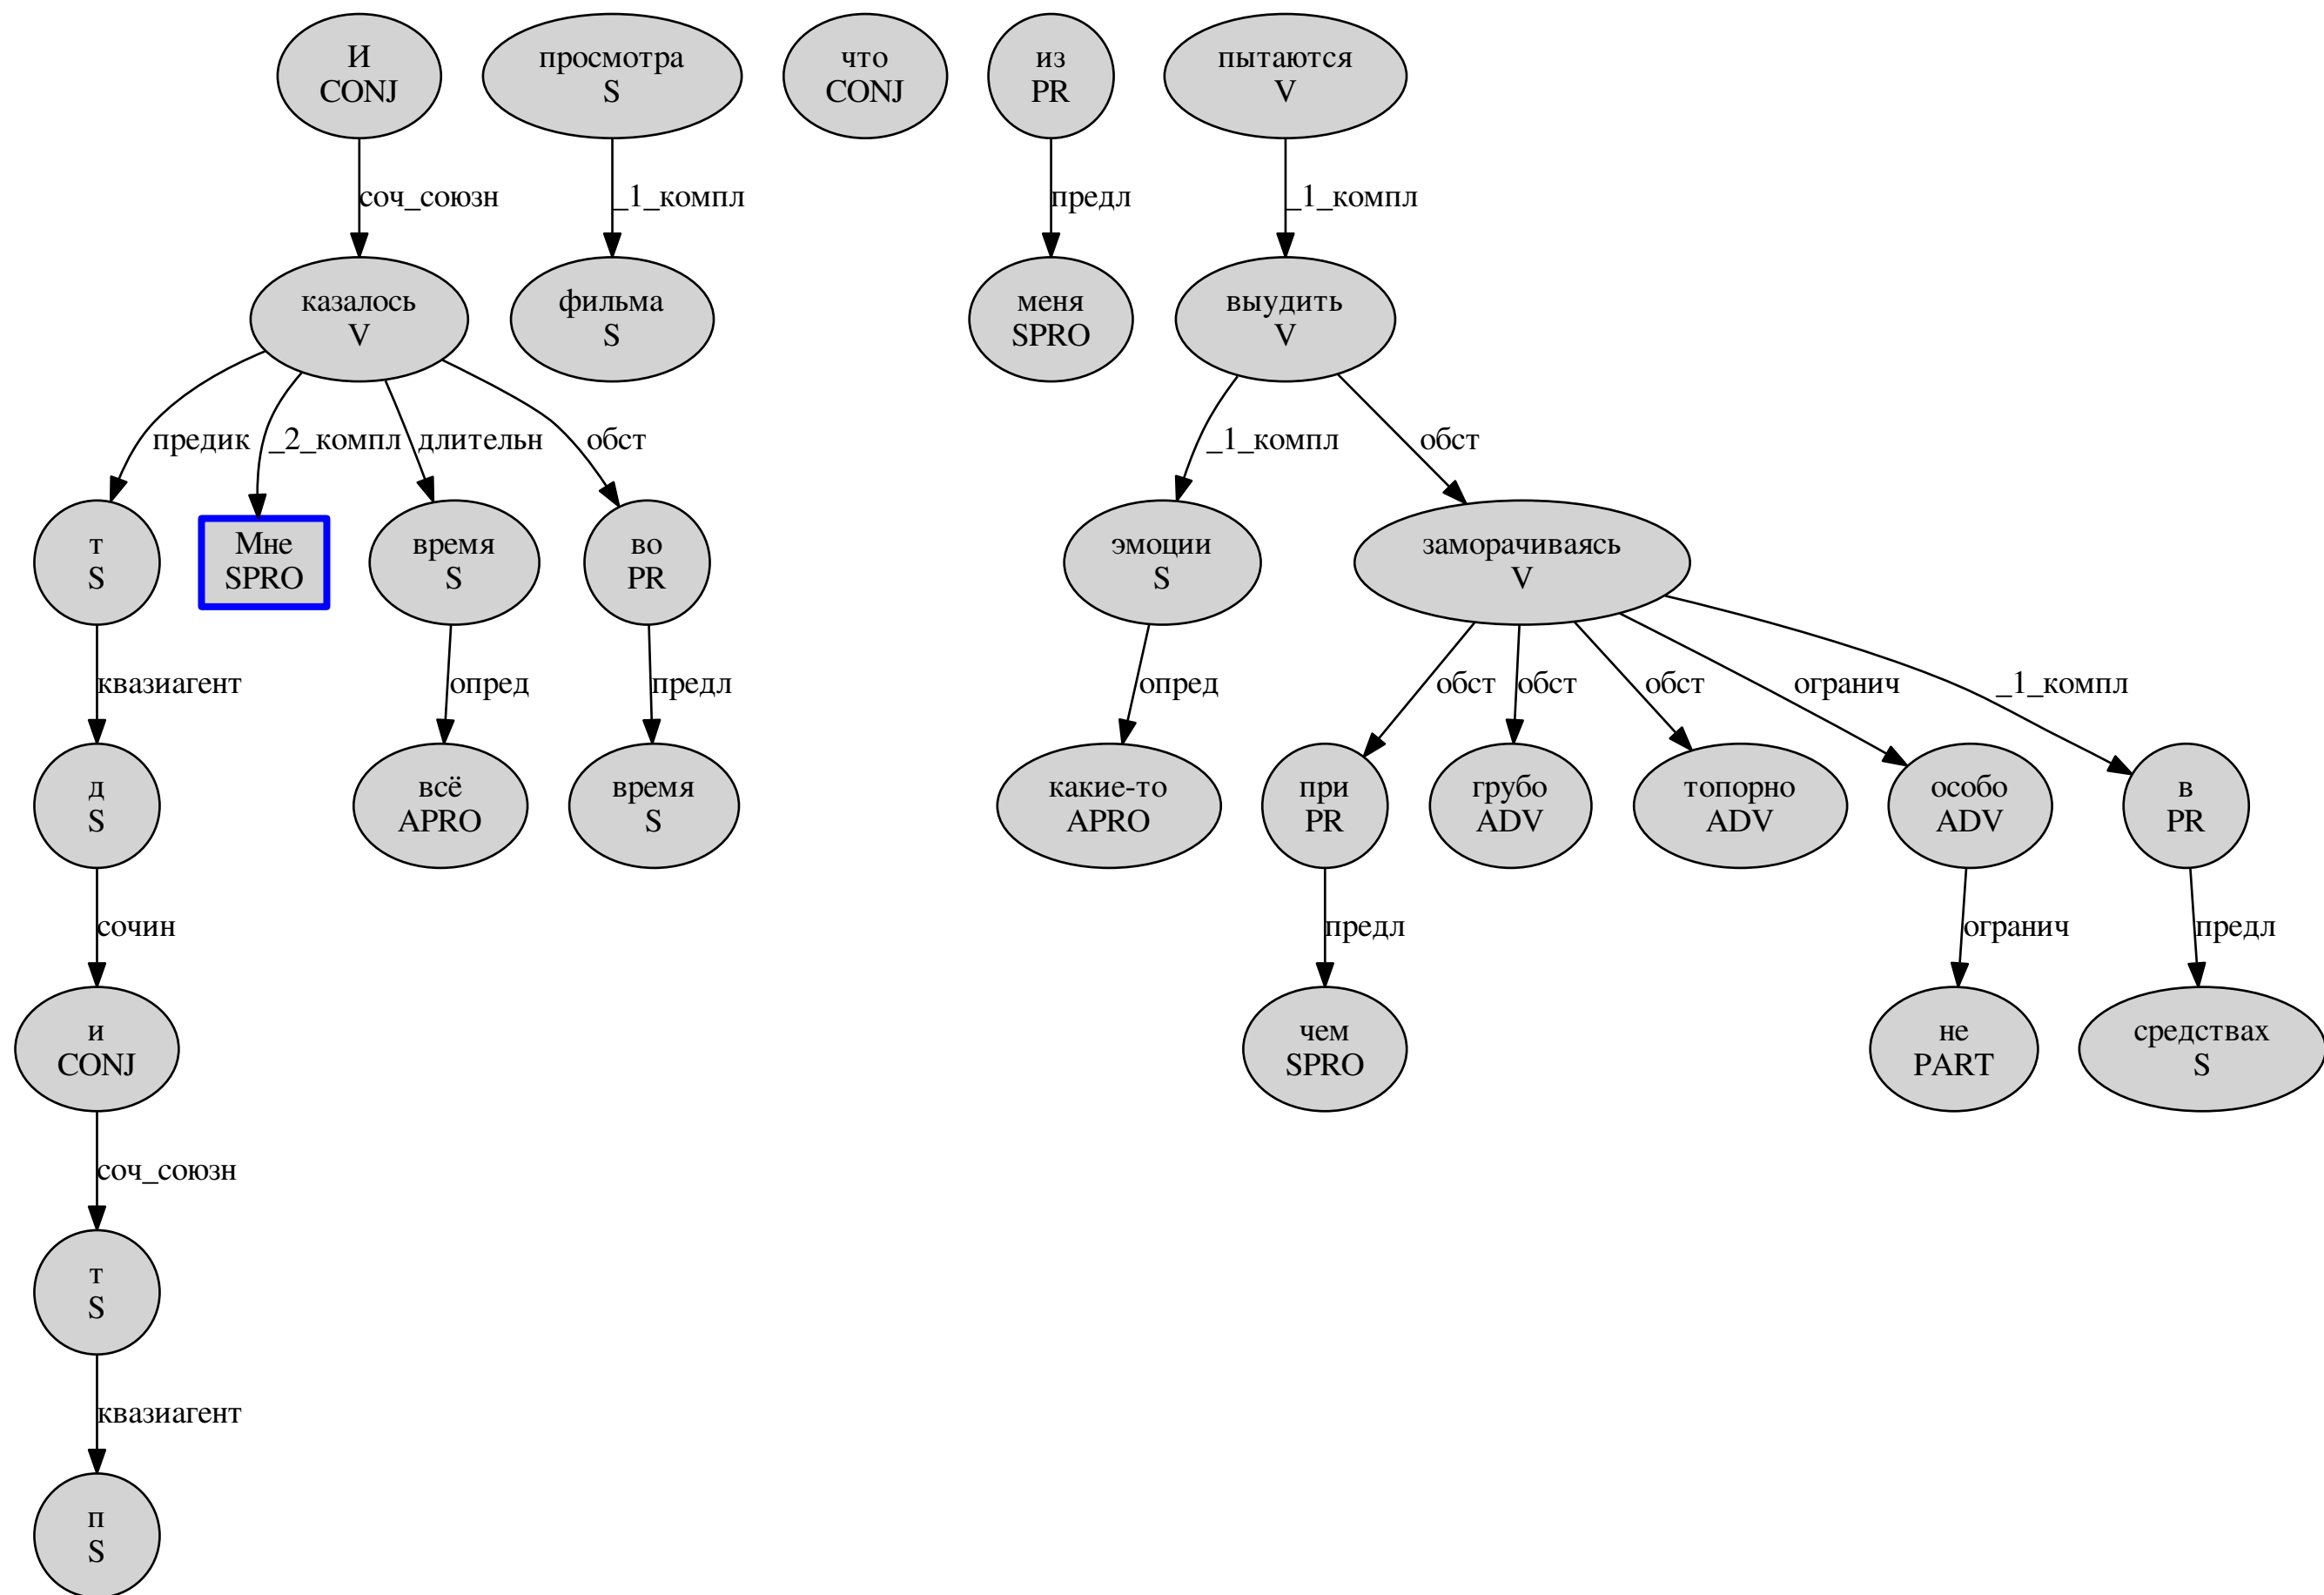 И
CONJ
просмотра
S
что
CONJ
из
PR
пытаются
V
соч_союзн
_1_компл
предл
_1_компл
казалось
V
фильма
S
меня
SPRO
выудить
V
предик
_2_компл
длительн
обст
_1_компл
обст
т
S
Мне
SPRO
время
S
во
PR
эмоции
S
заморачиваясь
V
квазиагент
опред
предл
опред
обст
обст
обст
огранич
_1_компл
д
S
всё
APRO
время
S
какие-то
APRO
при
PR
грубо
ADV
топорно
ADV
особо
ADV
в
PR
сочин
предл
огранич
предл
и
CONJ
чем
SPRO
не
PART
средствах
S
соч_союзн
т
S
квазиагент
п
S